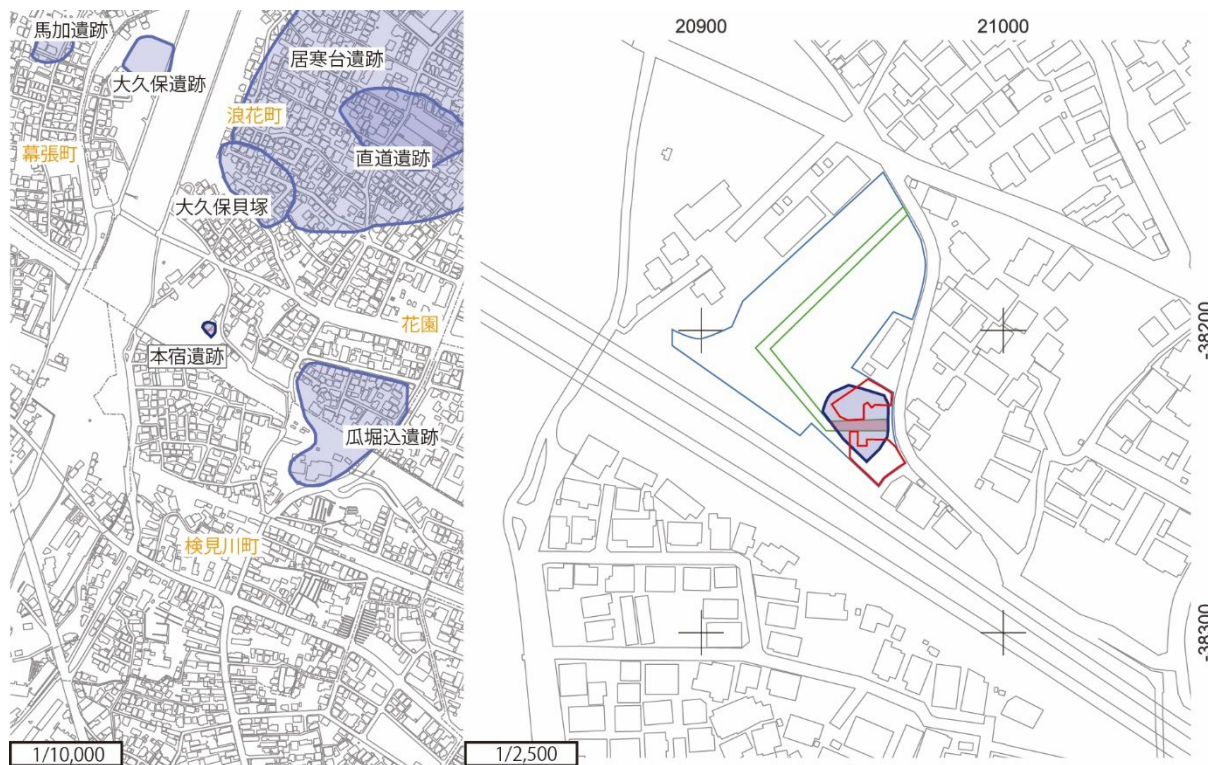 馬加遺跡
大久保遺跡
居寒台遺跡
浪花町
幕張町
直道遺跡
大久保貝塚
花園
本宿遺跡
瓜堀込遺跡
検見川町
1/10,000
20900
21000
-38200
-38300
1/2,500